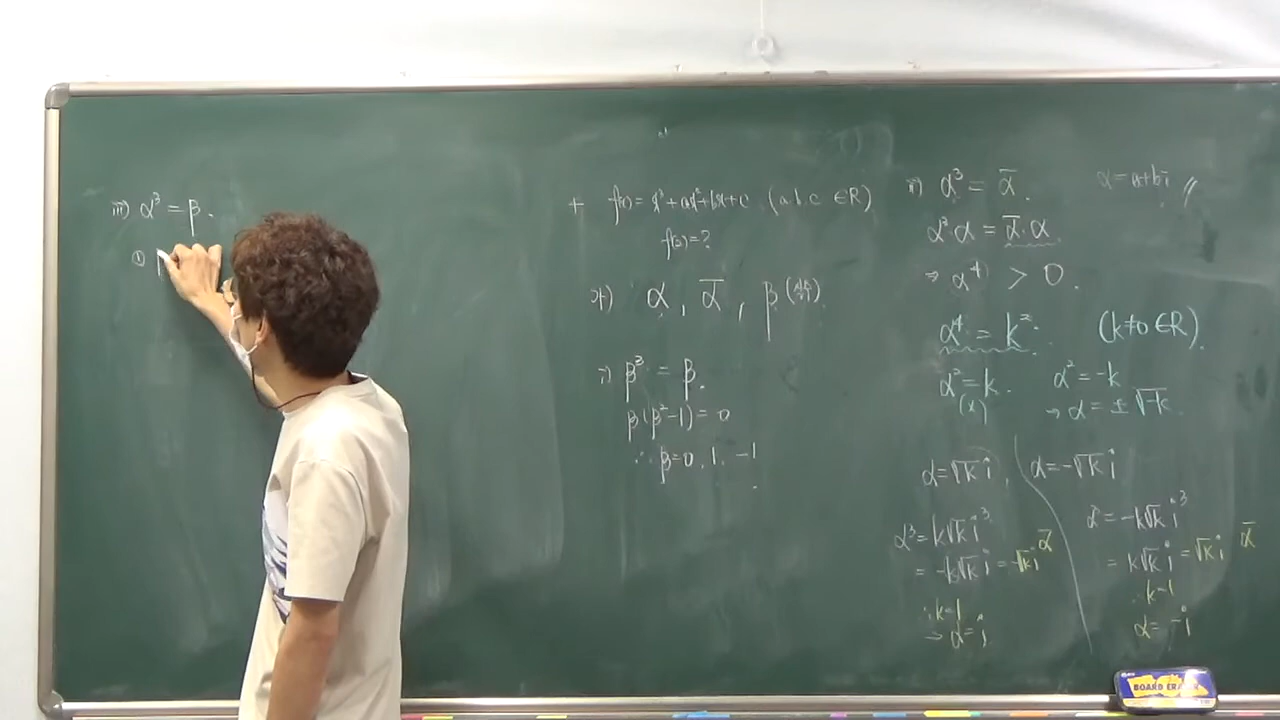 iii) α³ = β.
①
+ f(x) = x³+ax²+bx+c (a b c ∈R)
f(2)=?
가) α, ᾱ, β (실수)
i) β³ = β.
β(β²-1) = 0
∴ β=0, 1, -1
ii) α³ = ᾱ.
α=a+bi
α³·α = ᾱ·α
⇒ α⁴ > 0.
α⁴ = k². (k≠0 ∈R).
α² = k. α² = -k
(x) → α = ± √-k.
α=√k i, α=-√k i
α³= k√k i³
= -k√k i = -√k i ᾱ
∴ k=1
→ α= i
α³= -k√k i³
= k√k i = √k i ᾱ
∴ k=1
α= -i
BOARD ERASER